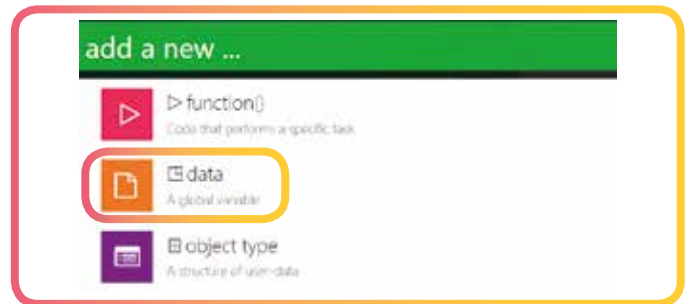 add a new ...
function()
Code that performs a specific task
data
A global variable
object type
A structure of user-data